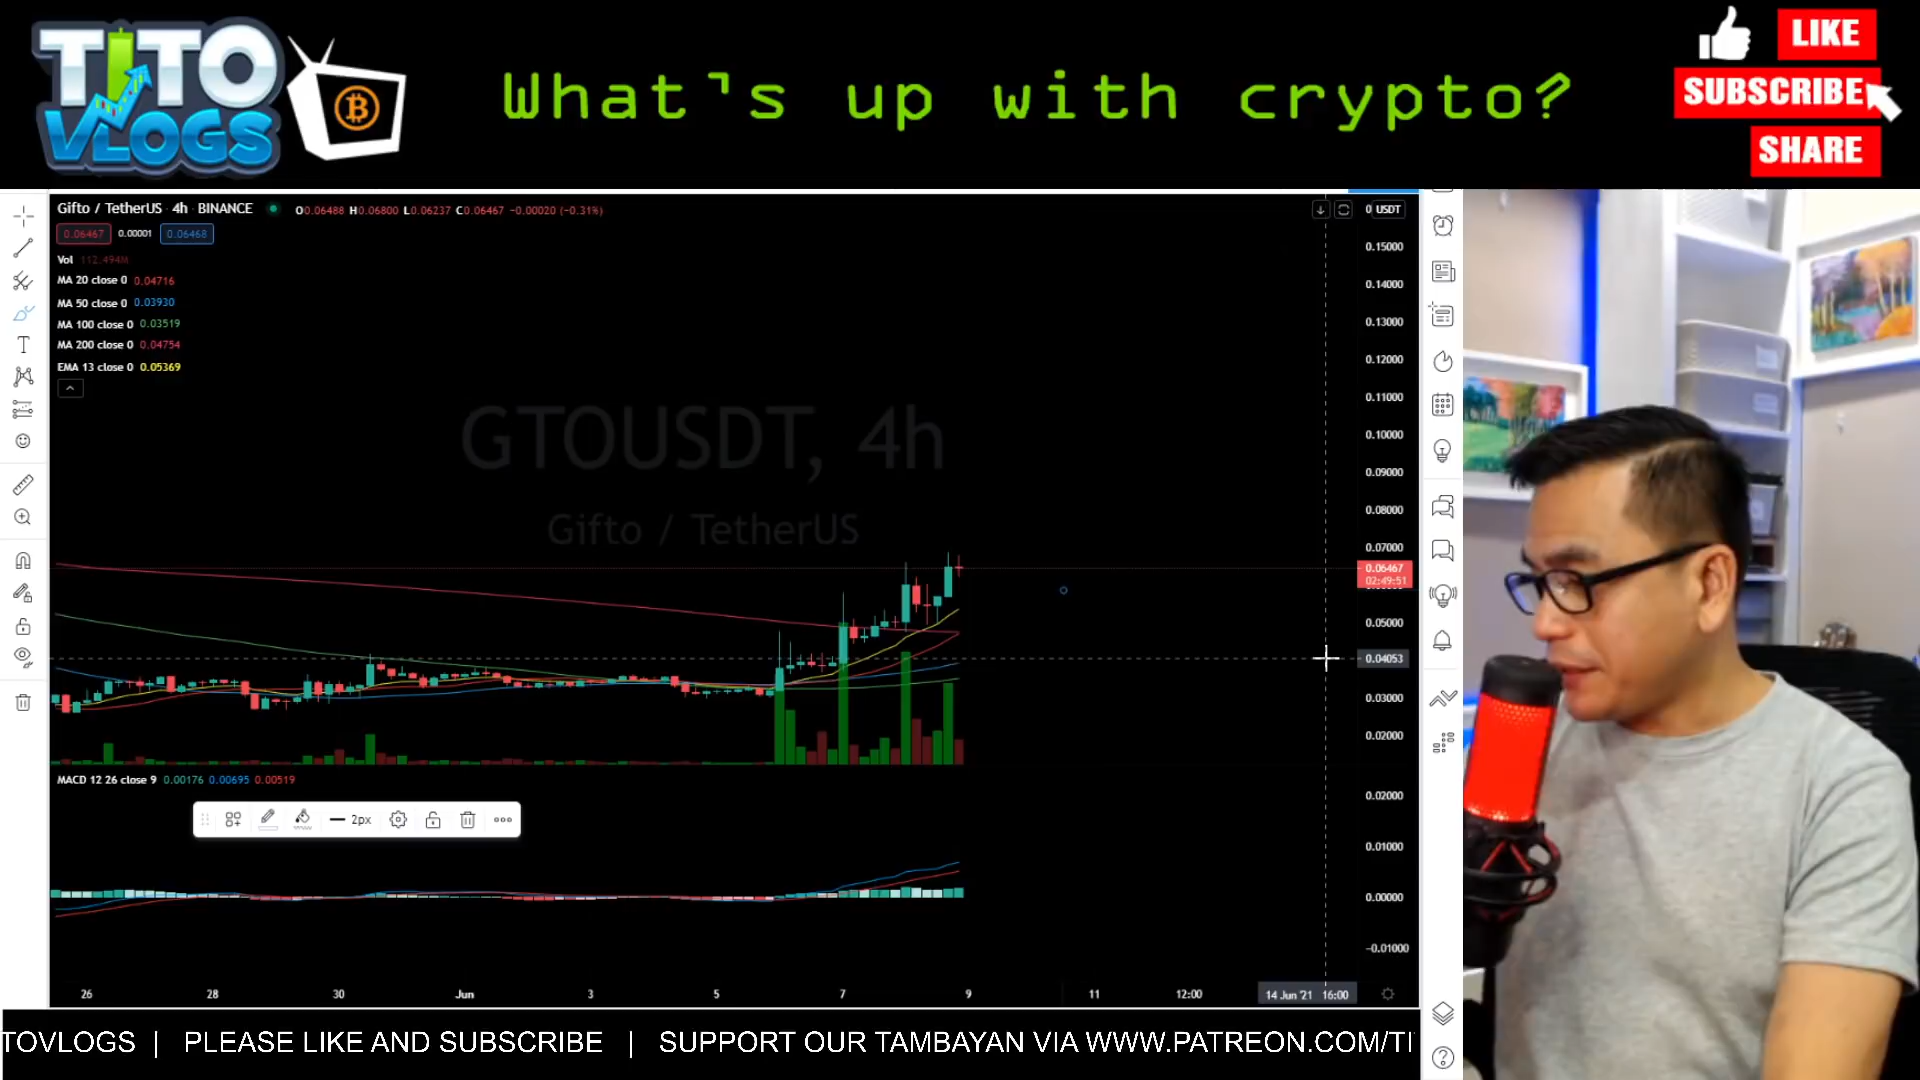 TITO
VLOGS
What's up with crypto?
LIKE
SUBSCRIBE
SHARE
Gifto / TetherUS · 4h · BINANCE
O0.06488 H0.06800 L0.06237 C0.06467 −0.00020 (−0.31%)
0.06467 0.00001 0.06468
Vol 112.494M
MA 20 close 0 0.04716
MA 50 close 0 0.03930
MA 100 close 0 0.03519
MA 200 close 0 0.04754
EMA 13 close 0 0.05369
GTOUSDT, 4h
Gifto / TetherUS
0 USDT
0.15000
0.14000
0.13000
0.12000
0.11000
0.10000
0.09000
0.08000
0.07000
0.06467
02:49:51
0.05000
0.04053
0.03000
0.02000
MACD 12 26 close 9 0.00176 0.00695 0.00519
2px
0.02000
0.01000
0.00000
−0.01000
26 28 30 Jun 3 5 7 9 11 12:00 14 Jun '21 16:00
TOVLOGS | PLEASE LIKE AND SUBSCRIBE | SUPPORT OUR TAMBAYAN VIA WWW.PATREON.COM/TI